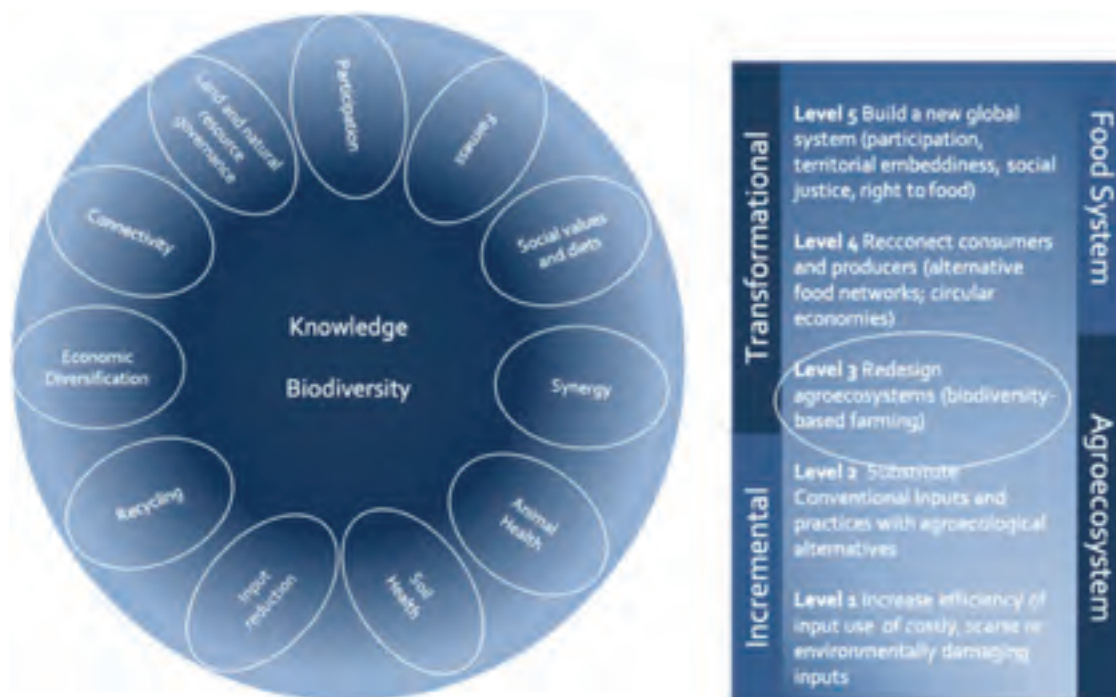 Participation
Fairness
Social values
and diets
Synergy
Animal
Health
Soil
Health
Input
reduction
Recycling
Economic
Diversification
Connectivity
Land and natural
resource
governance
Knowledge
Biodiversity
Transformational
Incremental
Level 5 Build a new global
system (participation,
territorial embeddiness, social
justice, right to food)
Level 4 Recconect consumers
and producers (alternative
food networks; circular
economies)
Level 3 Redesign
agroecosystems (biodiversity-
based farming)
Level 2 Substitute
Conventional inputs and
practices with agroecological
alternatives
Level 1 Increase efficiency of
input use of costly, scarse or
environmentally damaging
inputs
Food System
Agroecosystem